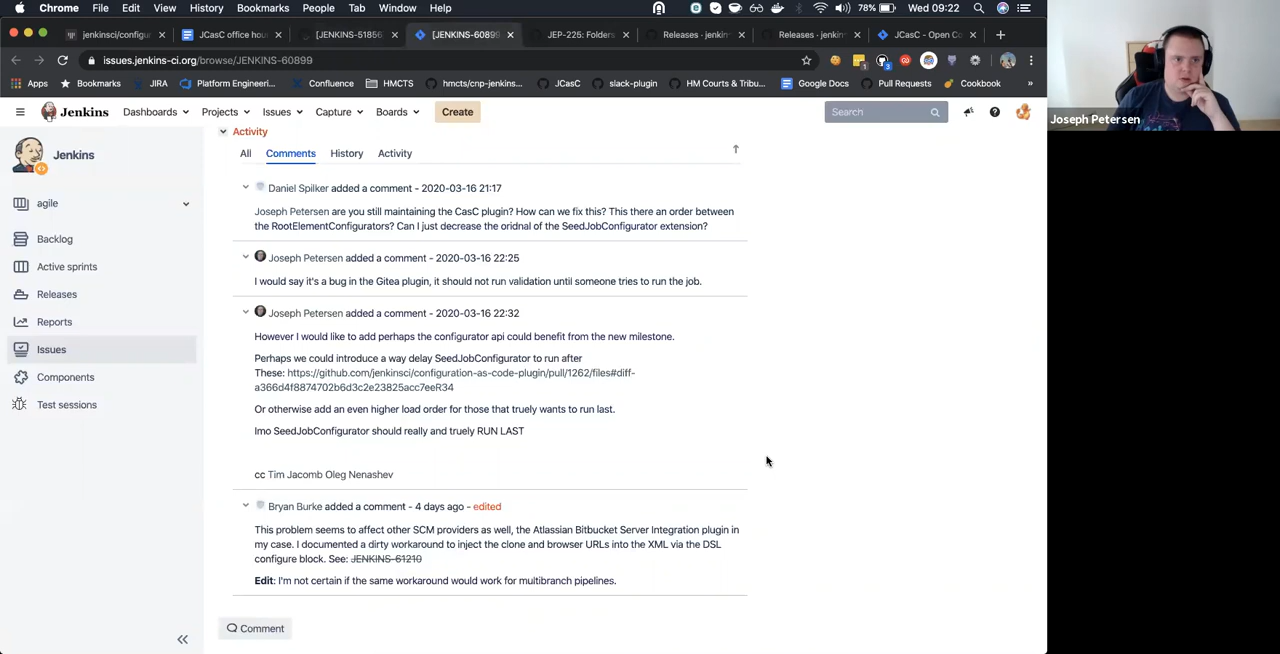 Chrome File Edit View History Bookmarks People Tab Window Help 78% Wed 09:22
jenkinsci/configu JCasC office hou [JENKINS-51856 [JENKINS-60899 JEP-225: Folders Releases · jenkin Releases · jenkin JCasC - Open Co
issues.jenkins-ci.org/browse/JENKINS-60899
Apps Bookmarks JIRA Platform Engineeri... Confluence HMCTS hmcts/cnp-jenkins... JCasC slack-plugin HM Courts & Tribu... Google Docs Pull Requests Cookbook »
Jenkins Dashboards Projects Issues Capture Boards Create Search
Joseph Petersen
Jenkins
agile
Backlog
Active sprints
Releases
Reports
Issues
Components
Test sessions
Activity
All Comments History Activity
Daniel Spilker added a comment - 2020-03-16 21:17
Joseph Petersen are you still maintaining the CasC plugin? How can we fix this? This there an order between
the RootElementConfigurators? Can I just decrease the oridnal of the SeedJobConfigurator extension?
Joseph Petersen added a comment - 2020-03-16 22:25
I would say it's a bug in the Gitea plugin, it should not run validation until someone tries to run the job.
Joseph Petersen added a comment - 2020-03-16 22:32
However I would like to add perhaps the configurator api could benefit from the new milestone.
Perhaps we could introduce a way delay SeedJobConfigurator to run after
These: https://github.com/jenkinsci/configuration-as-code-plugin/pull/1262/files#diff-
a366d4f8874702b6d3c2e23825acc7eeR34
Or otherwise add an even higher load order for those that truely wants to run last.
Imo SeedJobConfigurator should really and truely RUN LAST
cc Tim Jacomb Oleg Nenashev
Bryan Burke added a comment - 4 days ago - edited
This problem seems to affect other SCM providers as well, the Atlassian Bitbucket Server Integration plugin in
my case. I documented a dirty workaround to inject the clone and browser URLs into the XML via the DSL
configure block. See: JENKINS-61210
Edit: I'm not certain if the same workaround would work for multibranch pipelines.
Comment